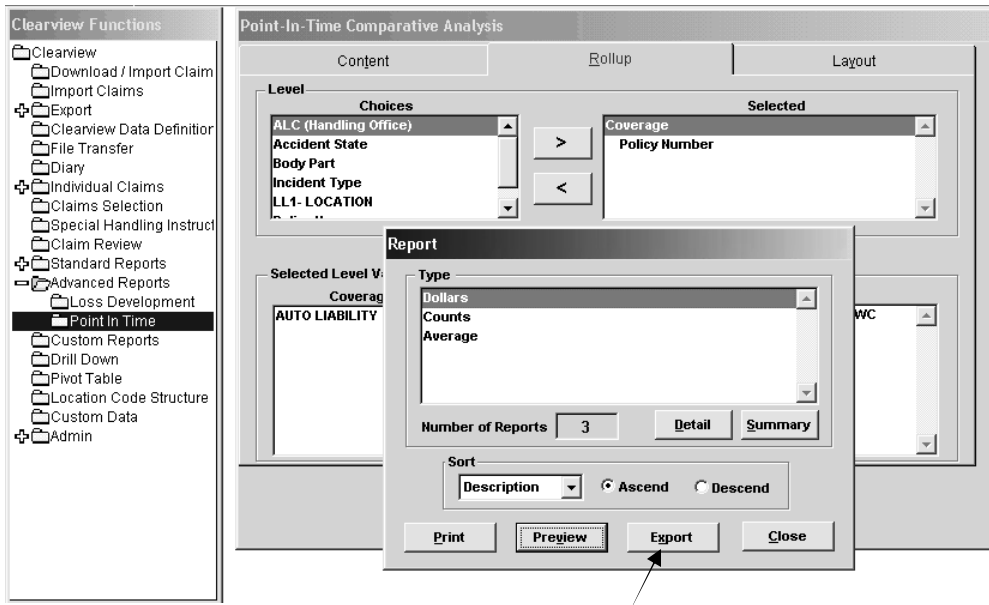 Clearview Functions
Clearview
Download / Import Claim
Import Claims
Export
Clearview Data Definition
File Transfer
Diary
Individual Claims
Claims Selection
Special Handling Instruct
Claim Review
Standard Reports
Advanced Reports
Loss Development
Point In Time
Custom Reports
Drill Down
Pivot Table
Location Code Structure
Custom Data
Admin
Point-In-Time Comparative Analysis
Content
Rollup
Layout
Level
Choices
ALC (Handling Office)
Accident State
Body Part
Incident Type
LL1- LOCATION
>
<
Selected
Coverage
Policy Number
Selected Level V
Coverag
AUTO LIABILITY
WC
Report
Type
Dollars
Counts
Average
Number of Reports 3
Detail
Summary
Sort
Description
Ascend
Descend
Print
Preview
Export
Close